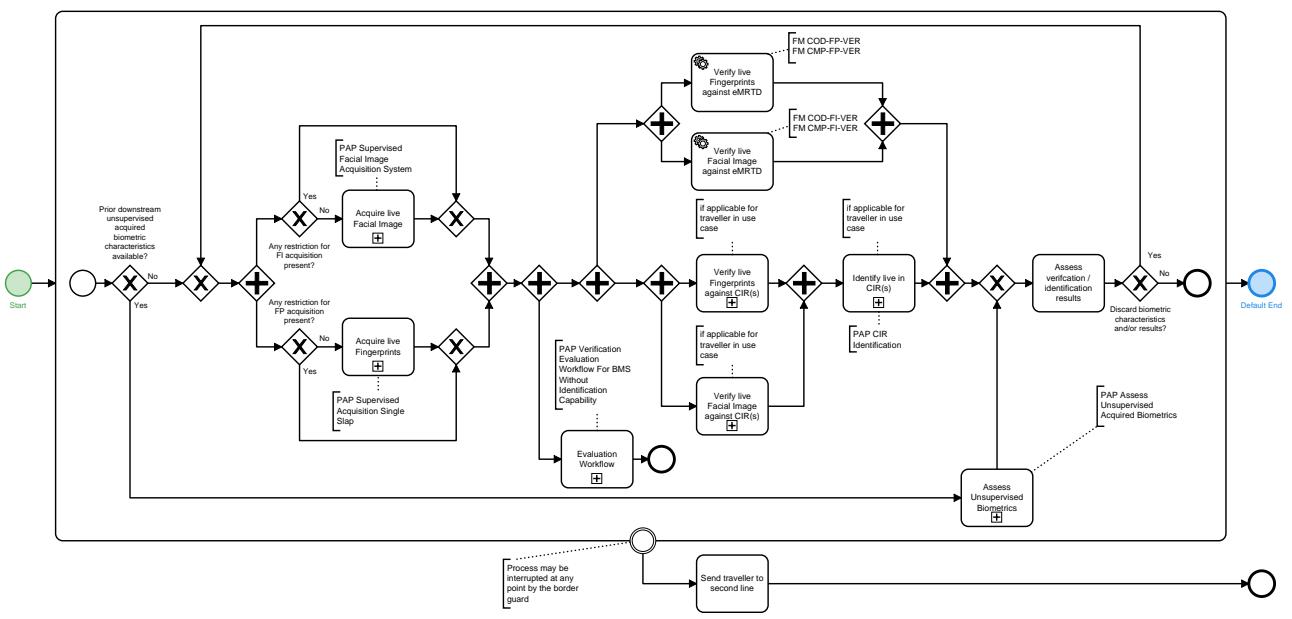 FM COD-FP-VER
FM CMP-FP-VER
Verify live
Fingerprints
against eMRTD
FM COD-FI-VER
FM CMP-FI-VER
Verify live
Facial Image
against eMRTD
PAP Supervised
Facial Image
Acquisition System
Yes
No
Acquire live
Facial Image
Any restriction for
FI acquisition
present?
Prior downstream
unsupervised
acquired
biometric
characteristics
available?
No
Yes
Start
Any restriction for
FP acquisition
present?
No
Yes
Acquire live
Fingerprints
PAP Supervised
Acquisition Single
Slap
if applicable for
traveller in use
case
Verify live
Fingerprints
against CIR(s)
if applicable for
traveller in use
case
Identify live in
CIR(s)
PAP CIR
Identification
if applicable for
traveller in use
case
Verify live
Facial Image
against CIR(s)
PAP Verification
Evaluation
Workflow For BMS
Without
Identification
Capability
Evaluation
Workflow
Assess
verifcation /
identification
results
Yes
No
Discard biometric
characteristics
and/or results?
Default End
PAP Assess
Unsupervised
Acquired Biometrics
Assess
Unsupervised
Biometrics
Process may be
interrupted at any
point by the border
guard
Send traveller to
second line